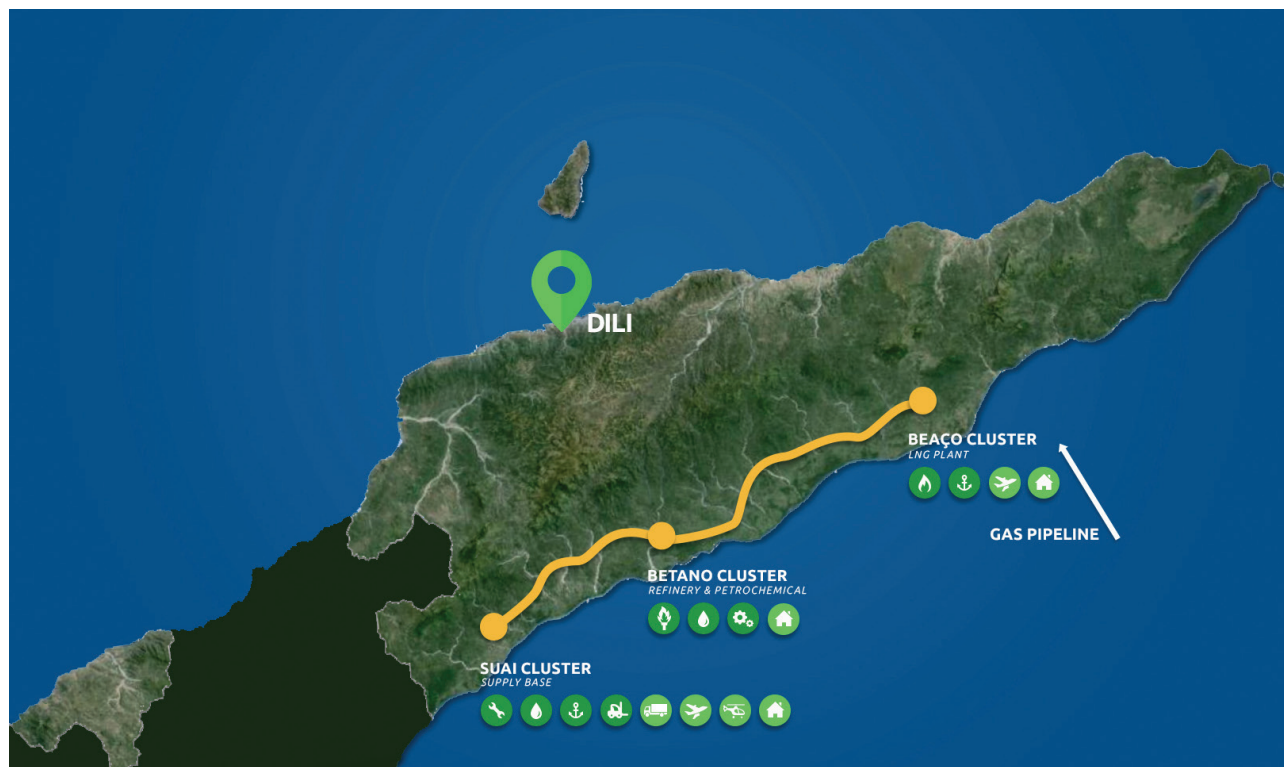 DILI
BEAÇO CLUSTER
LNG PLANT
GAS PIPELINE
BETANO CLUSTER
REFINERY & PETROCHEMICAL
SUAI CLUSTER
SUPPLY BASE